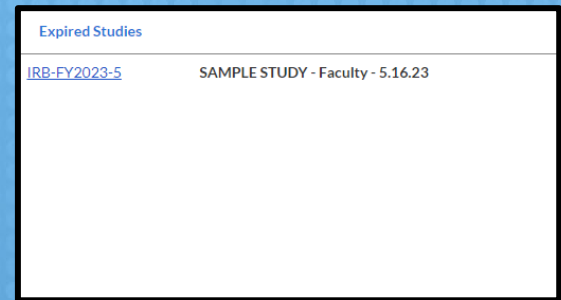 Expired Studies
IRB-FY2023-5 SAMPLE STUDY - Faculty - 5.16.23